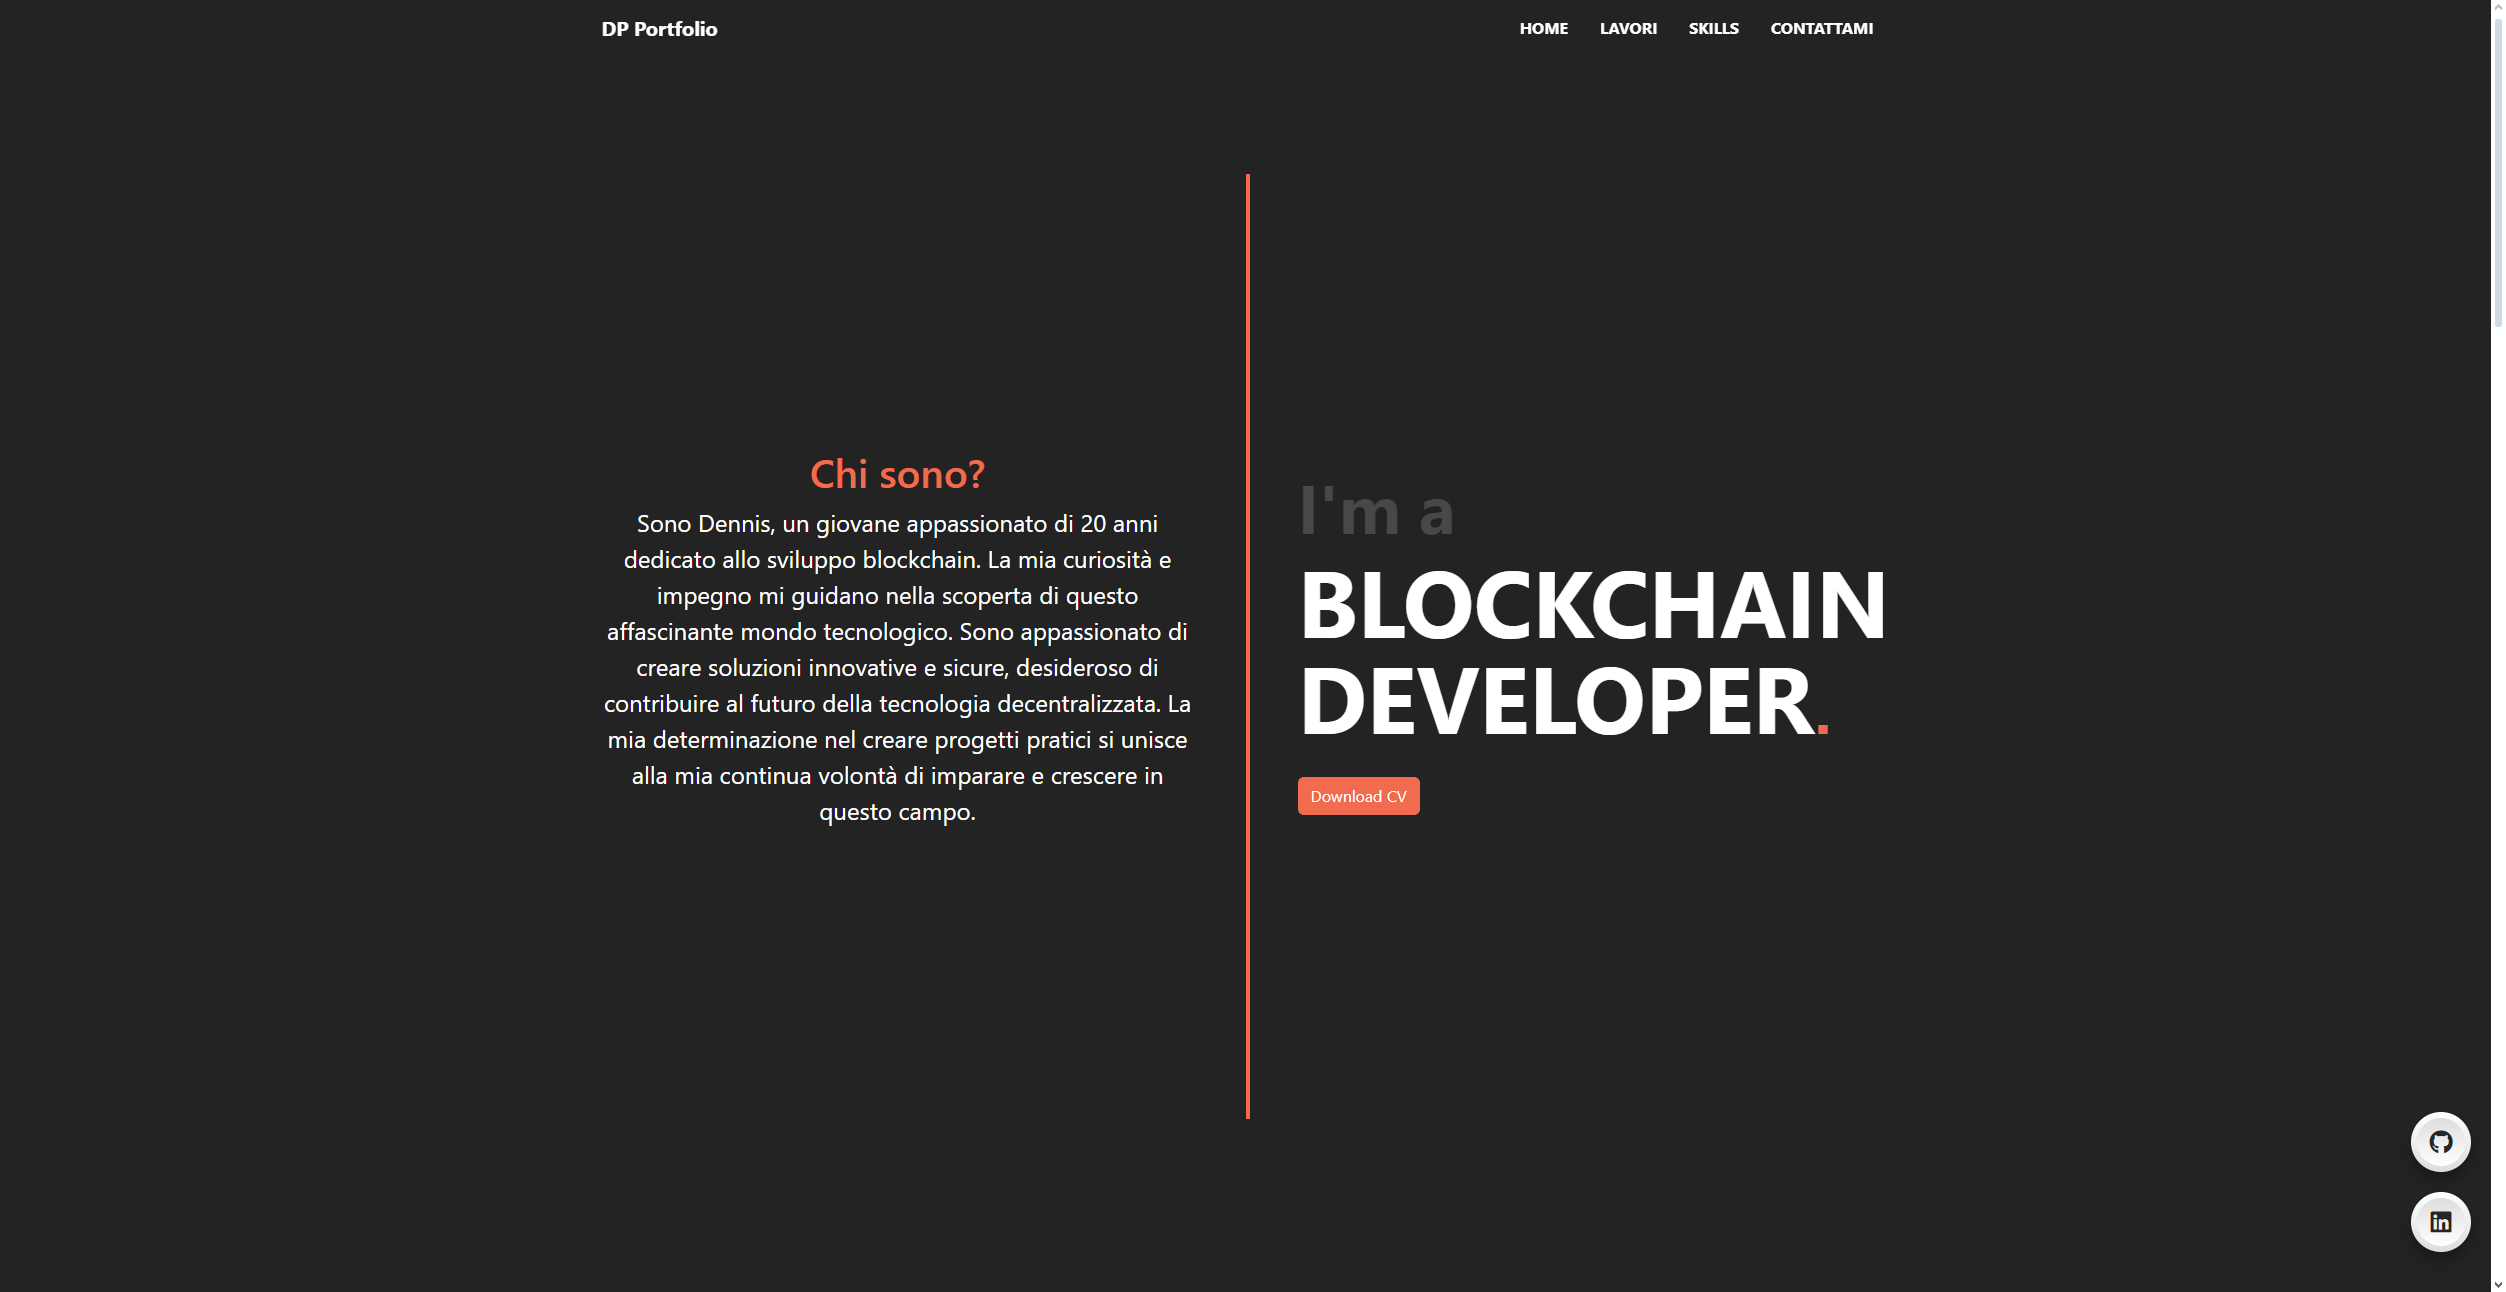 DP Portfolio
HOME LAVORI SKILLS CONTATTAMI
Chi sono?
Sono Dennis, un giovane appassionato di 20 anni
dedicato allo sviluppo blockchain. La mia curiosità e
impegno mi guidano nella scoperta di questo
affascinante mondo tecnologico. Sono appassionato di
creare soluzioni innovative e sicure, desideroso di
contribuire al futuro della tecnologia decentralizzata. La
mia determinazione nel creare progetti pratici si unisce
alla mia continua volontà di imparare e crescere in
questo campo.
I'm a
BLOCKCHAIN
DEVELOPER.
Download CV